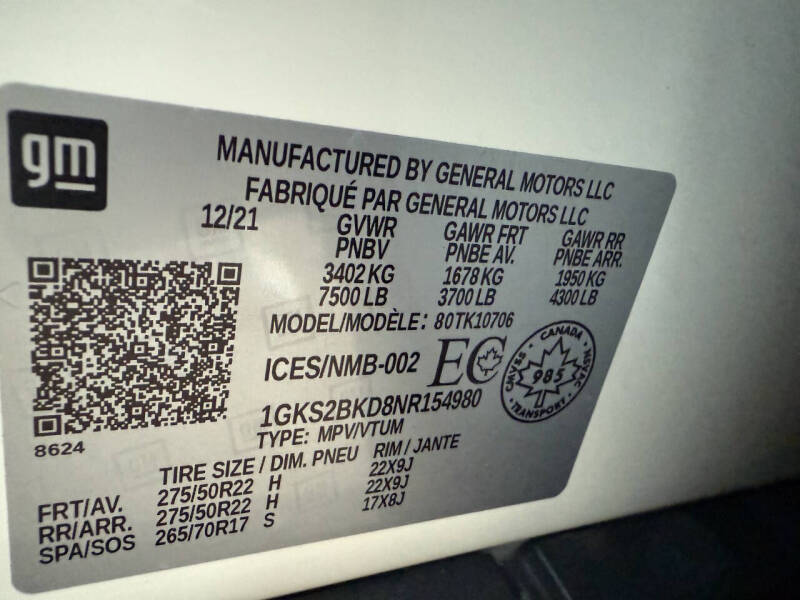 gm
MANUFACTURED BY GENERAL MOTORS LLC
FABRIQUÉ PAR GENERAL MOTORS LLC
12/21 GVWR GAWR FRT GAWR RR
PNBV PNBE AV. PNBE ARR.
3402 KG 1678 KG 1950 KG
7500 LB 3700 LB 4300 LB
MODEL/MODÈLE: 80TK10706
ICES/NMB-002 EC
CANADA
CMVSS 985 NSVAC
TRANSPORT
1GKS2BKD8NR154980
8624
TYPE: MPV/VTUM
TIRE SIZE / DIM. PNEU RIM / JANTE
FRT/AV. 275/50R22 H 22X9J
RR/ARR. 275/50R22 H 22X9J
SPA/SOS 265/70R17 S 17X8J